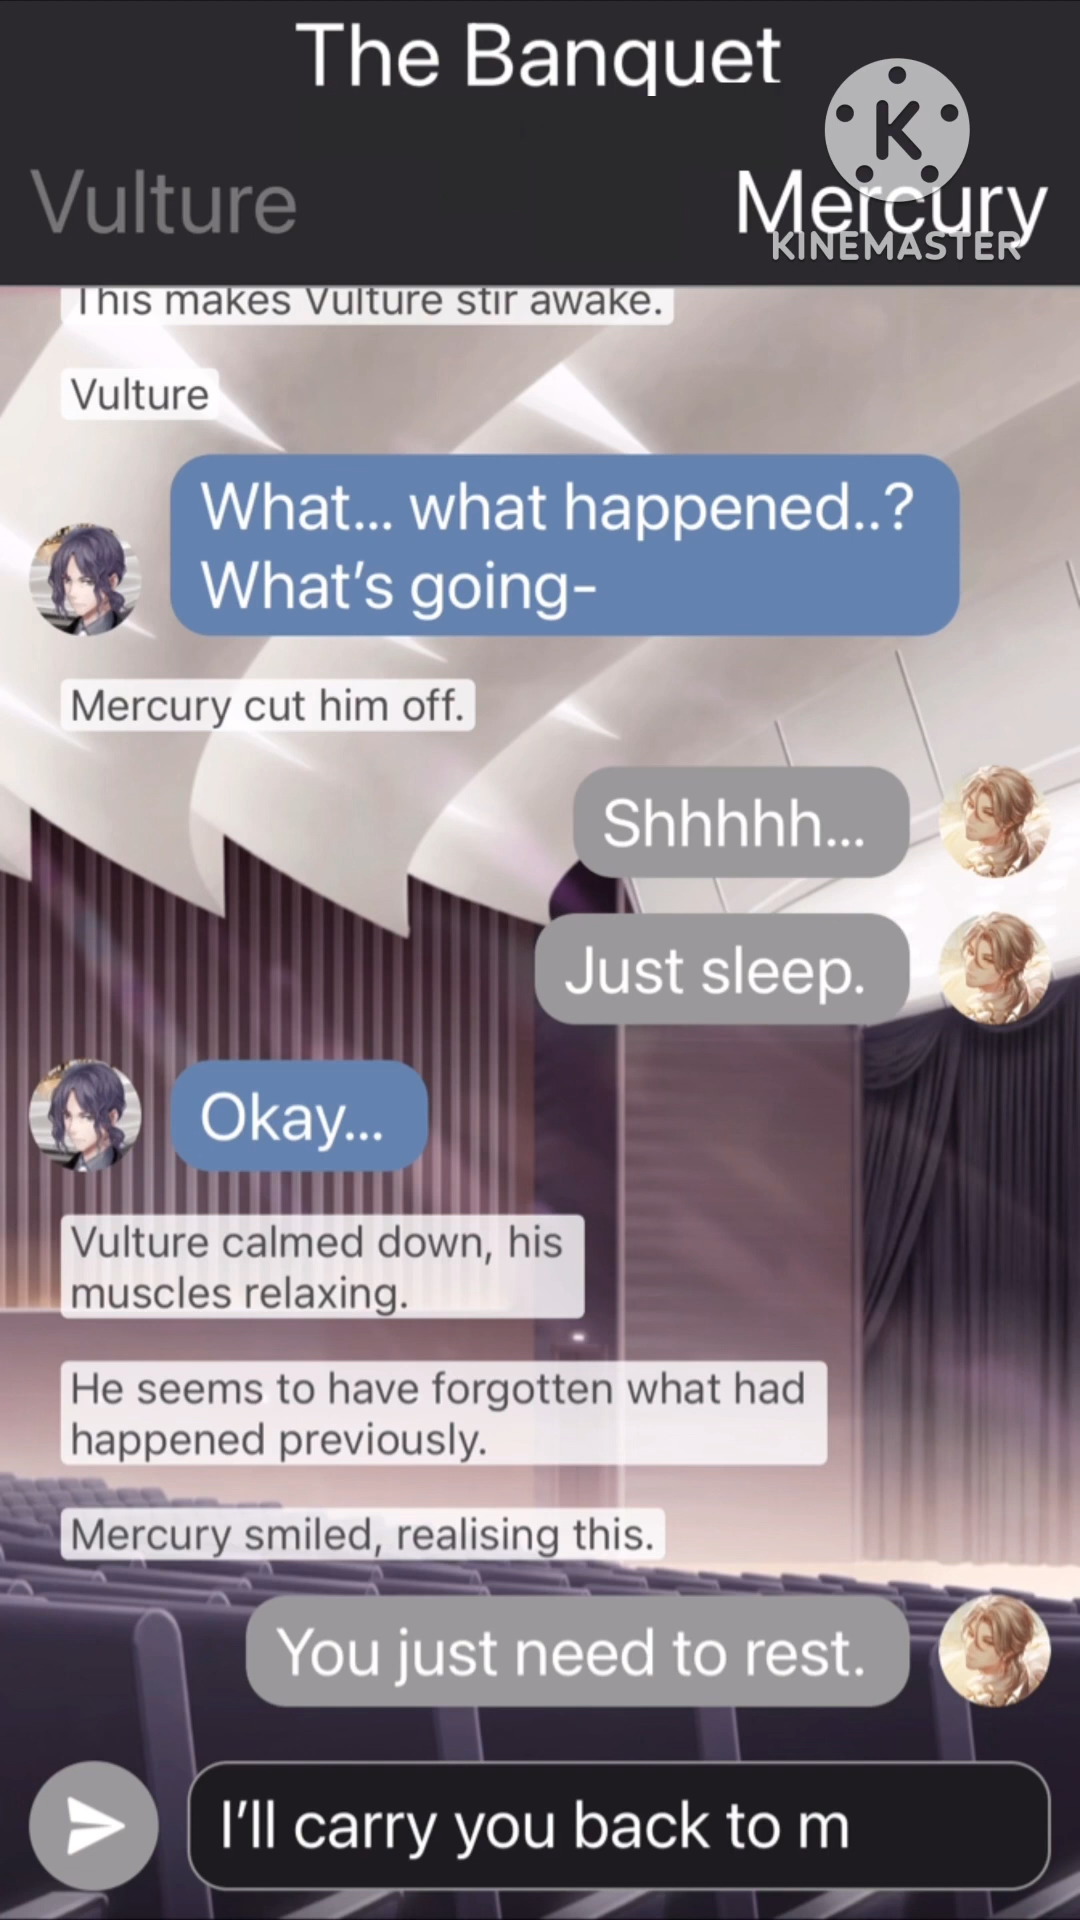 The Banquet
K
Vulture
Mercury
KINEMASTER
This makes Vulture stir awake.
Vulture
What... what happened..?
What's going-
Mercury cut him off.
Shhhhh...
Just sleep.
Okay...
Vulture calmed down, his
muscles relaxing.
He seems to have forgotten what had
happened previously.
Mercury smiled, realising this.
You just need to rest.
I'll carry you back to m